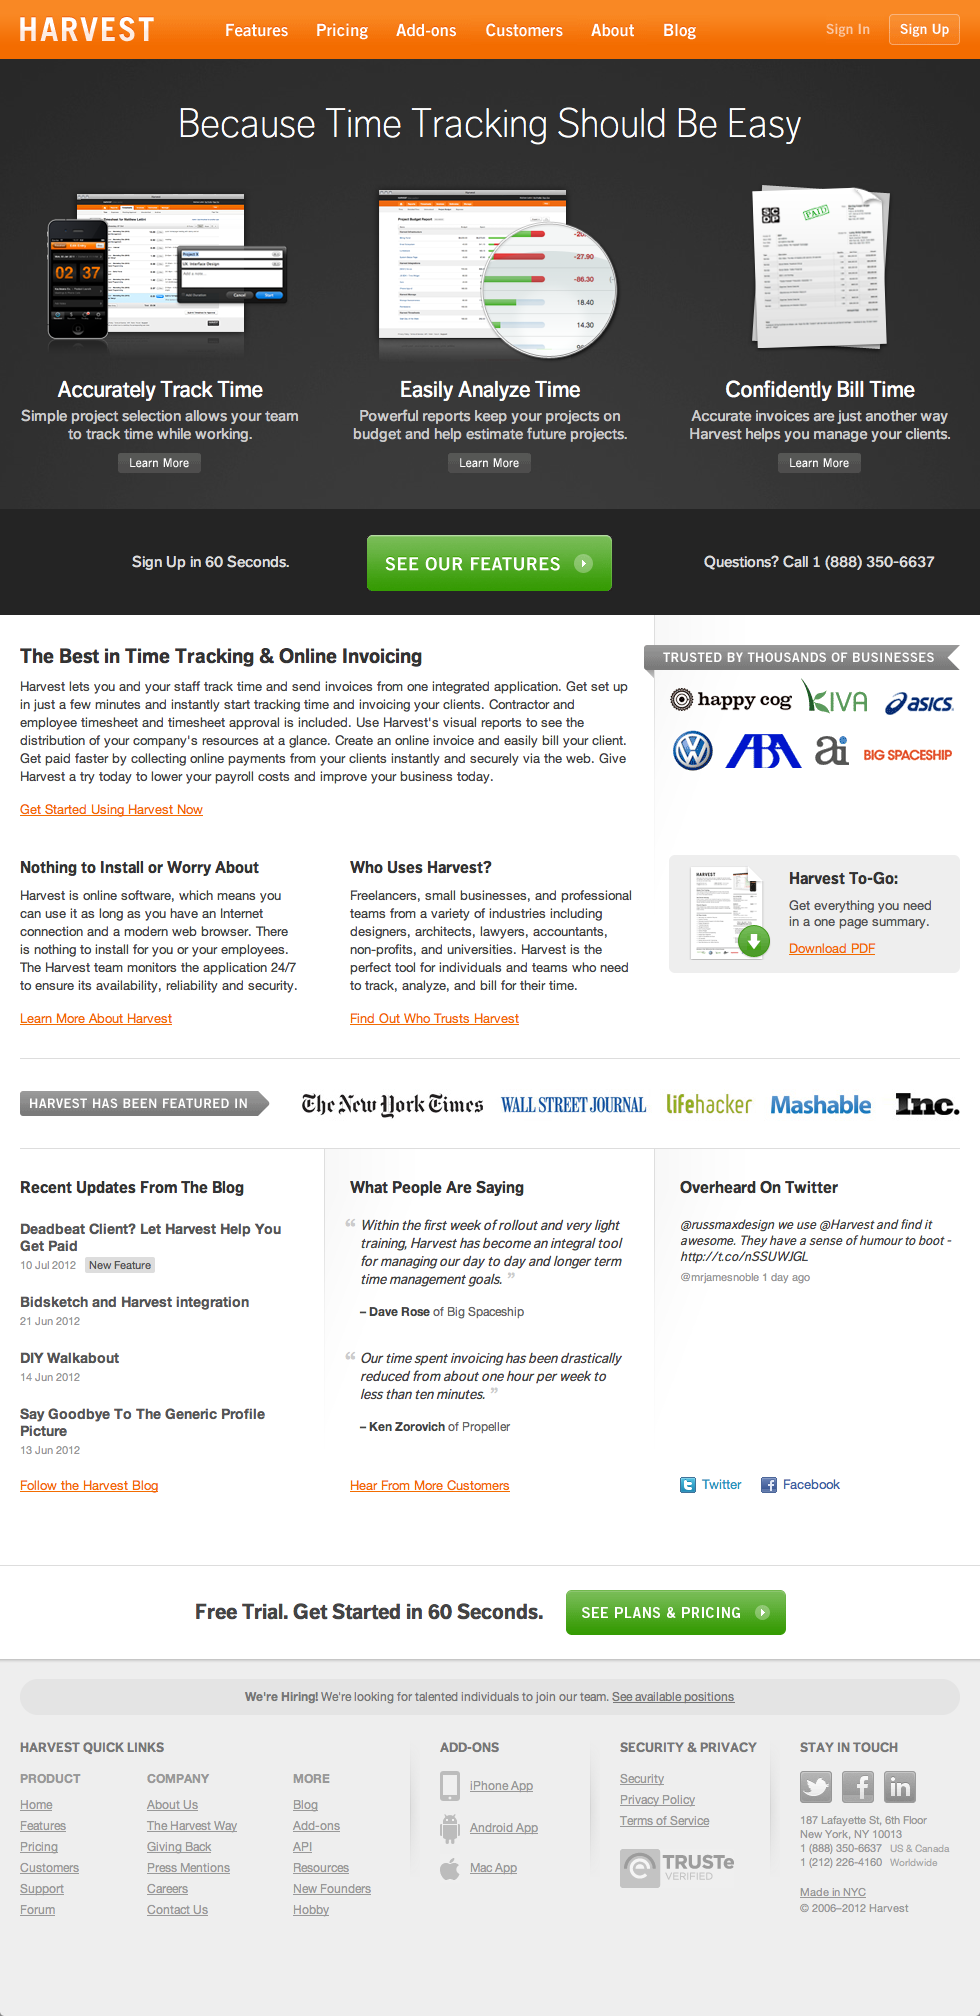 HARVEST
Features Pricing Add-ons Customers About Blog
Sign In Sign Up
Because Time Tracking Should Be Easy
02 37
Project X
UX Interface Design
Add a note...
Cancel Start
Project Budget Report
-27.90
-86.30
18.40
14.30
SCOP
PAID
Accurately Track Time
Simple project selection allows your team
to track time while working.
Learn More
Easily Analyze Time
Powerful reports keep your projects on
budget and help estimate future projects.
Learn More
Confidently Bill Time
Accurate invoices are just another way
Harvest helps you manage your clients.
Learn More
Sign Up in 60 Seconds.
SEE OUR FEATURES
Questions? Call 1 (888) 350-6637
The Best in Time Tracking & Online Invoicing
Harvest lets you and your staff track time and send invoices from one integrated application. Get set up
in just a few minutes and instantly start tracking time and invoicing your clients. Contractor and
employee timesheet and timesheet approval is included. Use Harvest's visual reports to see the
distribution of your company's resources at a glance. Create an online invoice and easily bill your client.
Get paid faster by collecting online payments from your clients instantly and securely via the web. Give
Harvest a try today to lower your payroll costs and improve your business today.
Get Started Using Harvest Now
TRUSTED BY THOUSANDS OF BUSINESSES
happy cog KIVA asics
VW ABA ai BIG SPACESHIP
Nothing to Install or Worry About
Harvest is online software, which means you
can use it as long as you have an Internet
connection and a modern web browser. There
is nothing to install for you or your employees.
The Harvest team monitors the application 24/7
to ensure its availability, reliability and security.
Learn More About Harvest
Who Uses Harvest?
Freelancers, small businesses, and professional
teams from a variety of industries including
designers, architects, lawyers, accountants,
non-profits, and universities. Harvest is the
perfect tool for individuals and teams who need
to track, analyze, and bill for their time.
Find Out Who Trusts Harvest
HARVEST
Harvest To-Go:
Get everything you need
in a one page summary.
Download PDF
HARVEST HAS BEEN FEATURED IN
The New York Times WALL STREET JOURNAL lifehacker Mashable Inc.
Recent Updates From The Blog
Deadbeat Client? Let Harvest Help You
Get Paid
10 Jul 2012 New Feature
Bidsketch and Harvest integration
21 Jun 2012
DIY Walkabout
14 Jun 2012
Say Goodbye To The Generic Profile
Picture
13 Jun 2012
Follow the Harvest Blog
What People Are Saying
“ Within the first week of rollout and very light
training, Harvest has become an integral tool
for managing our day to day and longer term
time management goals. ”
– Dave Rose of Big Spaceship
“ Our time spent invoicing has been drastically
reduced from about one hour per week to
less than ten minutes. ”
– Ken Zorovich of Propeller
Hear From More Customers
Overheard On Twitter
@russmaxdesign we use @Harvest and find it
awesome. They have a sense of humour to boot -
http://t.co/nSSUWJGL
@mrjamesnoble 1 day ago
Twitter Facebook
Free Trial. Get Started in 60 Seconds.
SEE PLANS & PRICING
We're Hiring! We're looking for talented individuals to join our team. See available positions
HARVEST QUICK LINKS
PRODUCT
Home
Features
Pricing
Customers
Support
Forum
COMPANY
About Us
The Harvest Way
Giving Back
Press Mentions
Careers
Contact Us
MORE
Blog
Add-ons
API
Resources
New Founders
Hobby
ADD-ONS
iPhone App
Android App
Mac App
SECURITY & PRIVACY
Security
Privacy Policy
Terms of Service
TRUSTe
VERIFIED
STAY IN TOUCH
187 Lafayette St, 6th Floor
New York, NY 10013
1 (888) 350-6637 US & Canada
1 (212) 226-4160 Worldwide
Made in NYC
© 2006–2012 Harvest